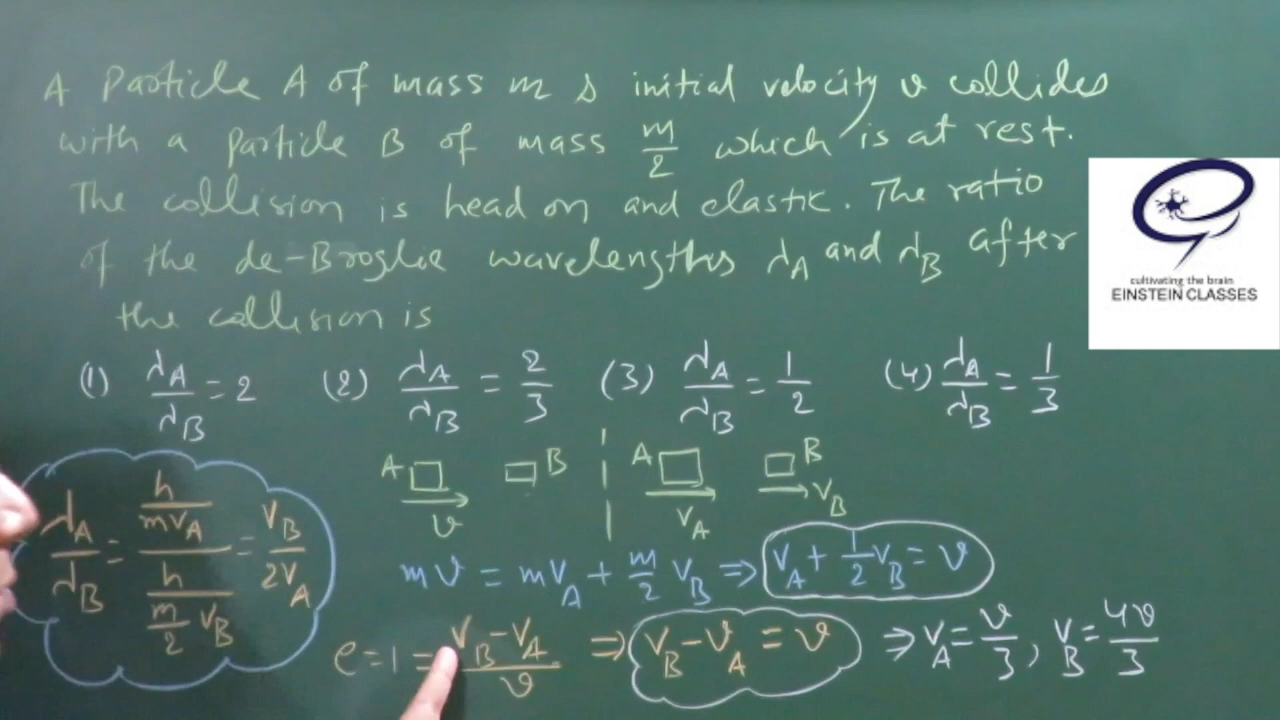 A Particle A of mass m & initial velocity v collides
with a particle B of mass m/2 which is at rest.
The collision is head on and elastic. The ratio
of the de-Broglie wavelengths λA and λB after
the collision is
(1) λA/λB = 2 (2) λA/λB = 2/3 (3) λA/λB = 1/2 (4) λA/λB = 1/3
cultivating the brain
EINSTEIN CLASSES
A B A B
v VA VB
λA/λB = (h/(mVA))/(h/((m/2)VB)) = VB/(2VA)
mv = mVA + m/2 VB ⇒ VA + 1/2 VB = v
e = 1 = (VB − VA)/v ⇒ VB − VA = v ⇒ VA = v/3, VB = 4v/3